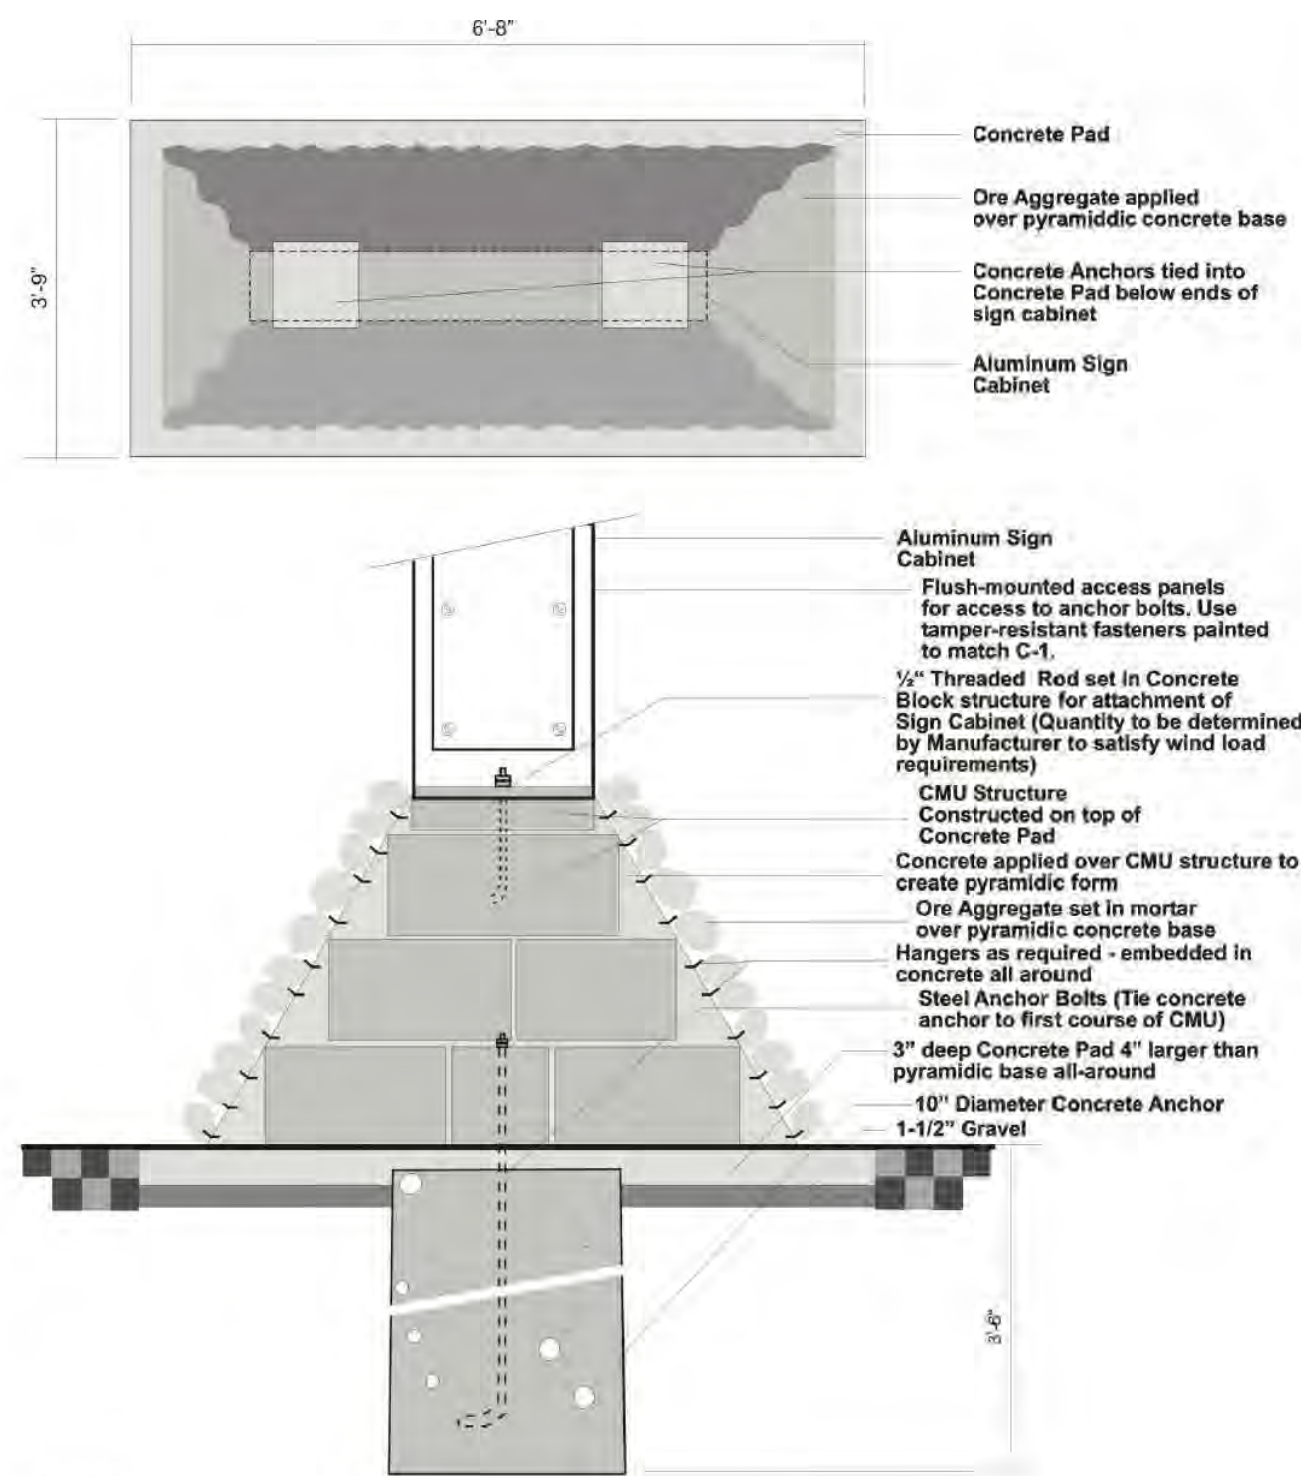 6'-8"
3'-9"
Concrete Pad
Ore Aggregate applied
over pyramiddic concrete base
Concrete Anchors tied into
Concrete Pad below ends of
sign cabinet
Aluminum Sign
Cabinet
Aluminum Sign
Cabinet
Flush-mounted access panels
for access to anchor bolts. Use
tamper-resistant fasteners painted
to match C-1.
½“ Threaded Rod set in Concrete
Block structure for attachment of
Sign Cabinet (Quantity to be determined
by Manufacturer to satisfy wind load
requirements)
CMU Structure
Constructed on top of
Concrete Pad
Concrete applied over CMU structure to
create pyramidic form
Ore Aggregate set in mortar
over pyramidic concrete base
Hangers as required - embedded in
concrete all around
Steel Anchor Bolts (Tie concrete
anchor to first course of CMU)
3” deep Concrete Pad 4” larger than
pyramidic base all-around
10” Diameter Concrete Anchor
1-1/2” Gravel
3'-6"